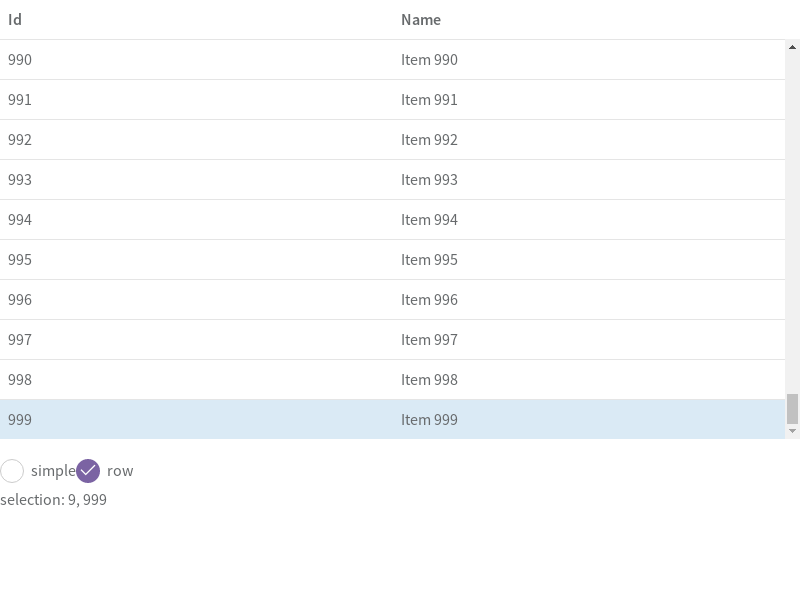 Id Name
990 Item 990
991 Item 991
992 Item 992
993 Item 993
994 Item 994
995 Item 995
996 Item 996
997 Item 997
998 Item 998
999 Item 999
simple row
selection: 9, 999